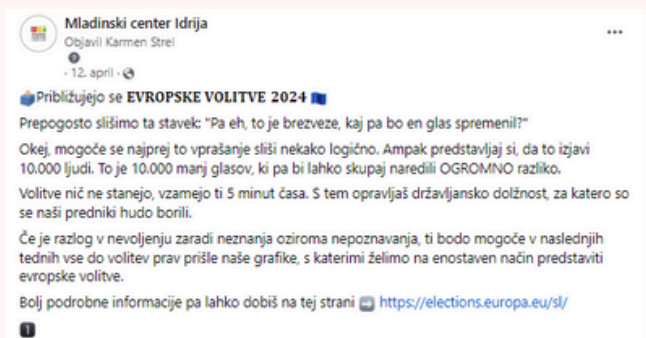 Mladinski center Idrija
Objavil Karmen Strel
· 12. april ·
Približujejo se EVROPSKE VOLITVE 2024
Prepogosto slišimo ta stavek: "Pa eh, to je brezveze, kaj pa bo en glas spremenil?"
Okej, mogoče se najprej to vprašanje sliši nekako logično. Ampak predstavljaj si, da to izjavi
10.000 ljudi. To je 10.000 manj glasov, ki pa bi lahko skupaj naredili OGROMNO razliko.
Volitve nič ne stanejo, vzamejo ti 5 minut časa. S tem opravljaš državljansko dolžnost, za katero so
se naši predniki hudo borili.
Če je razlog v nevoljenju zaradi neznanja oziroma nepoznavanja, ti bodo mogoče v naslednjih
tednih vse do volitev prav prišle naše grafike, s katerimi želimo na enostaven način predstaviti
evropske volitve.
Bolj podrobne informacije pa lahko dobiš na tej strani ➡️ https://elections.europa.eu/sl/
1